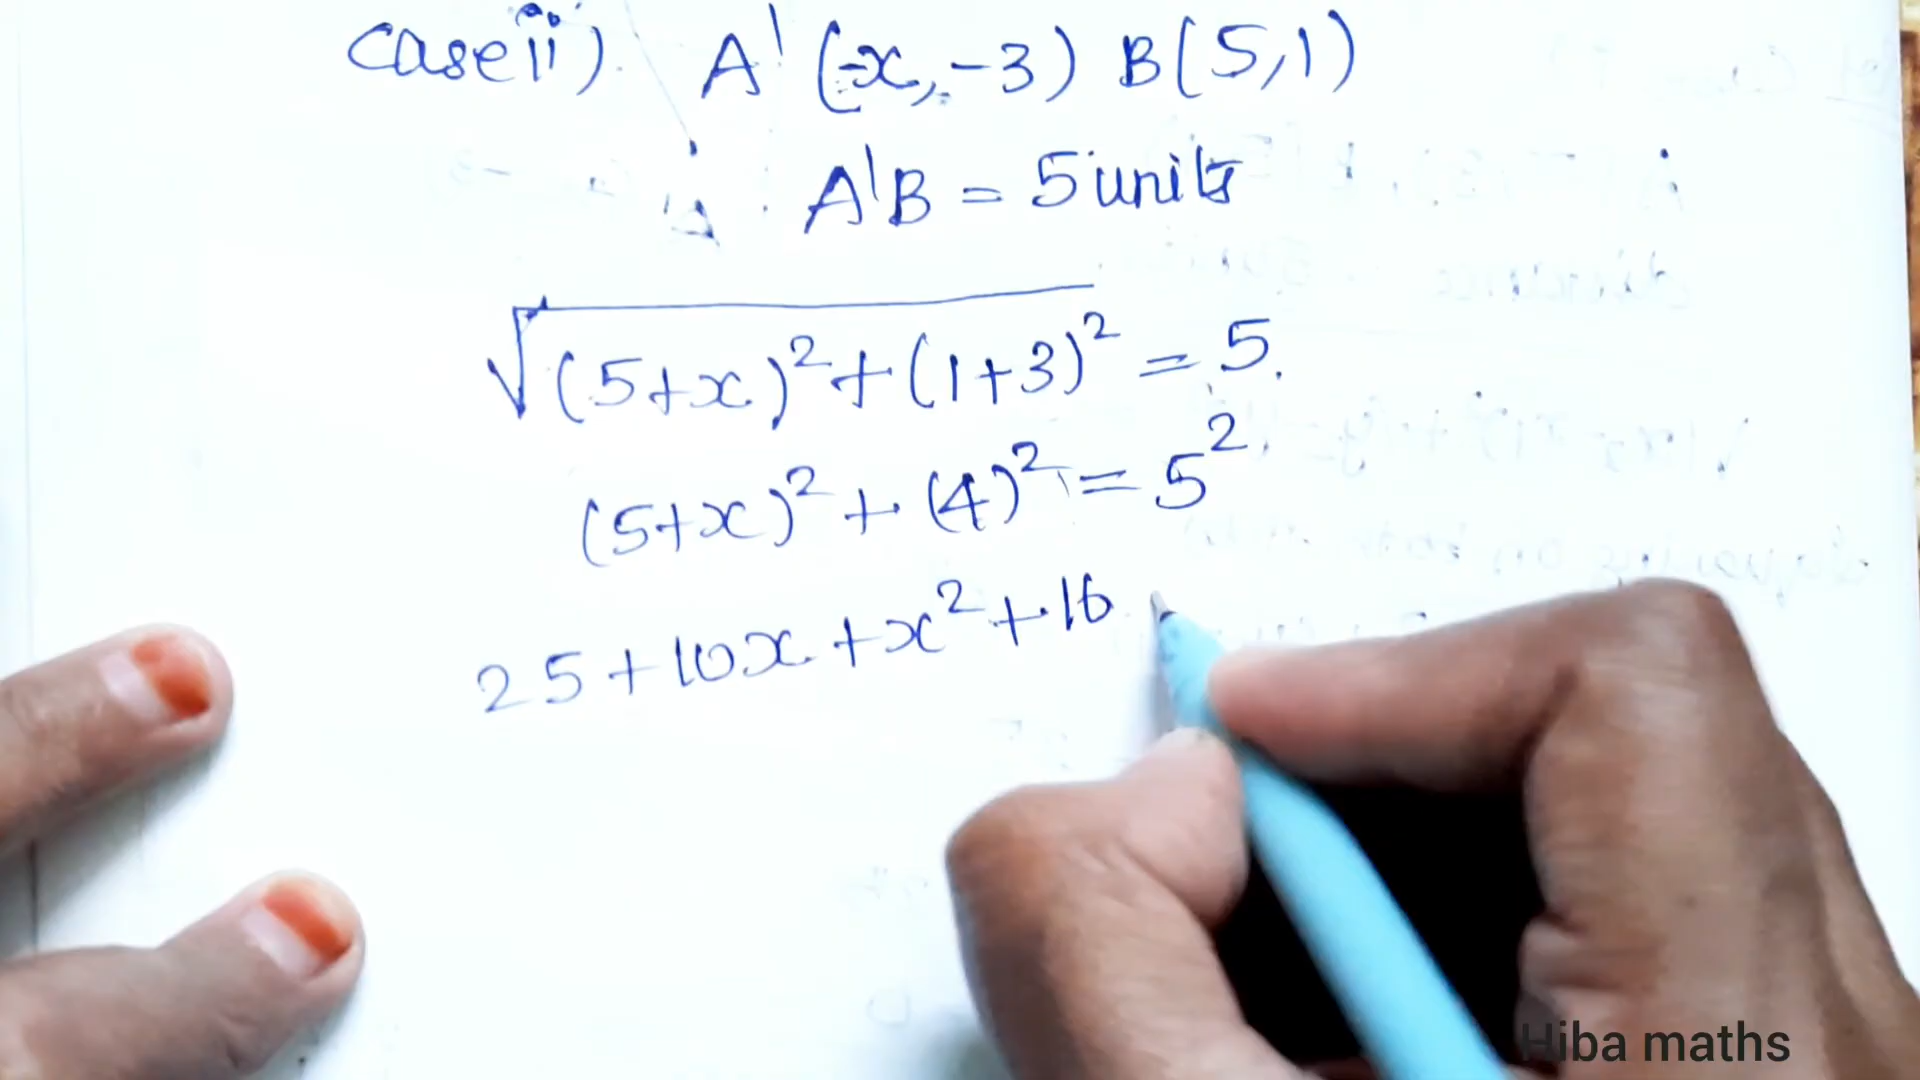 Case ii) A' (-x, -3) B(5,1)
A'B = 5 units
√(5+x)² + (1+3)² = 5.
(5+x)² + (4)² = 5²
25 + 10x + x² + 16
Hiba maths